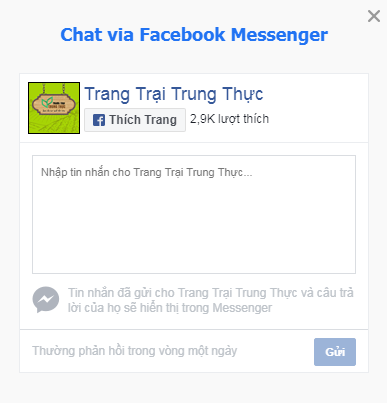 Chat via Facebook Messenger
Trang Trại Trung Thực
Thích Trang
2,9K lượt thích
Nhập tin nhắn cho Trang Trại Trung Thực...
Tin nhắn đã gửi cho Trang Trại Trung Thực và câu trả
lời của họ sẽ hiển thị trong Messenger
Thường phản hồi trong vòng một ngày
Gửi